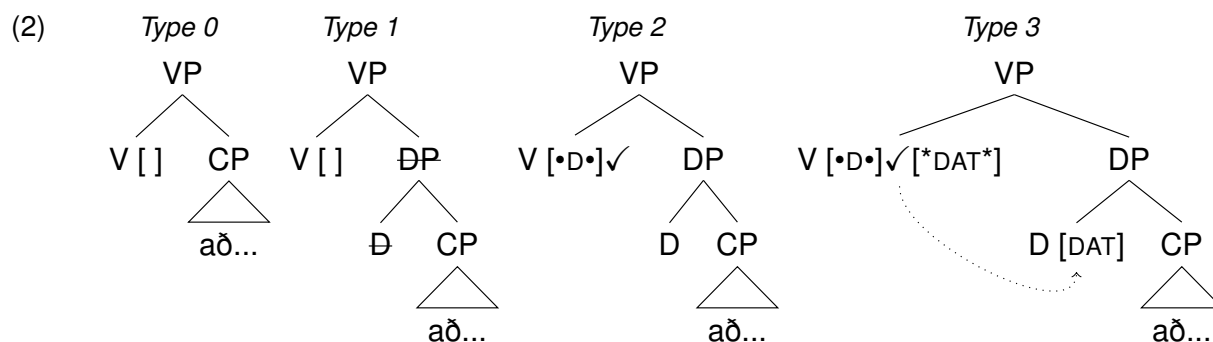 (2) Type 0 Type 1 Type 2 Type 3
VP VP VP VP
V [ ] CP V [ ] DP V [•D•]✓ DP V [•D•]✓[*DAT*] DP
að... D CP D CP D [DAT] CP
að... að... að...